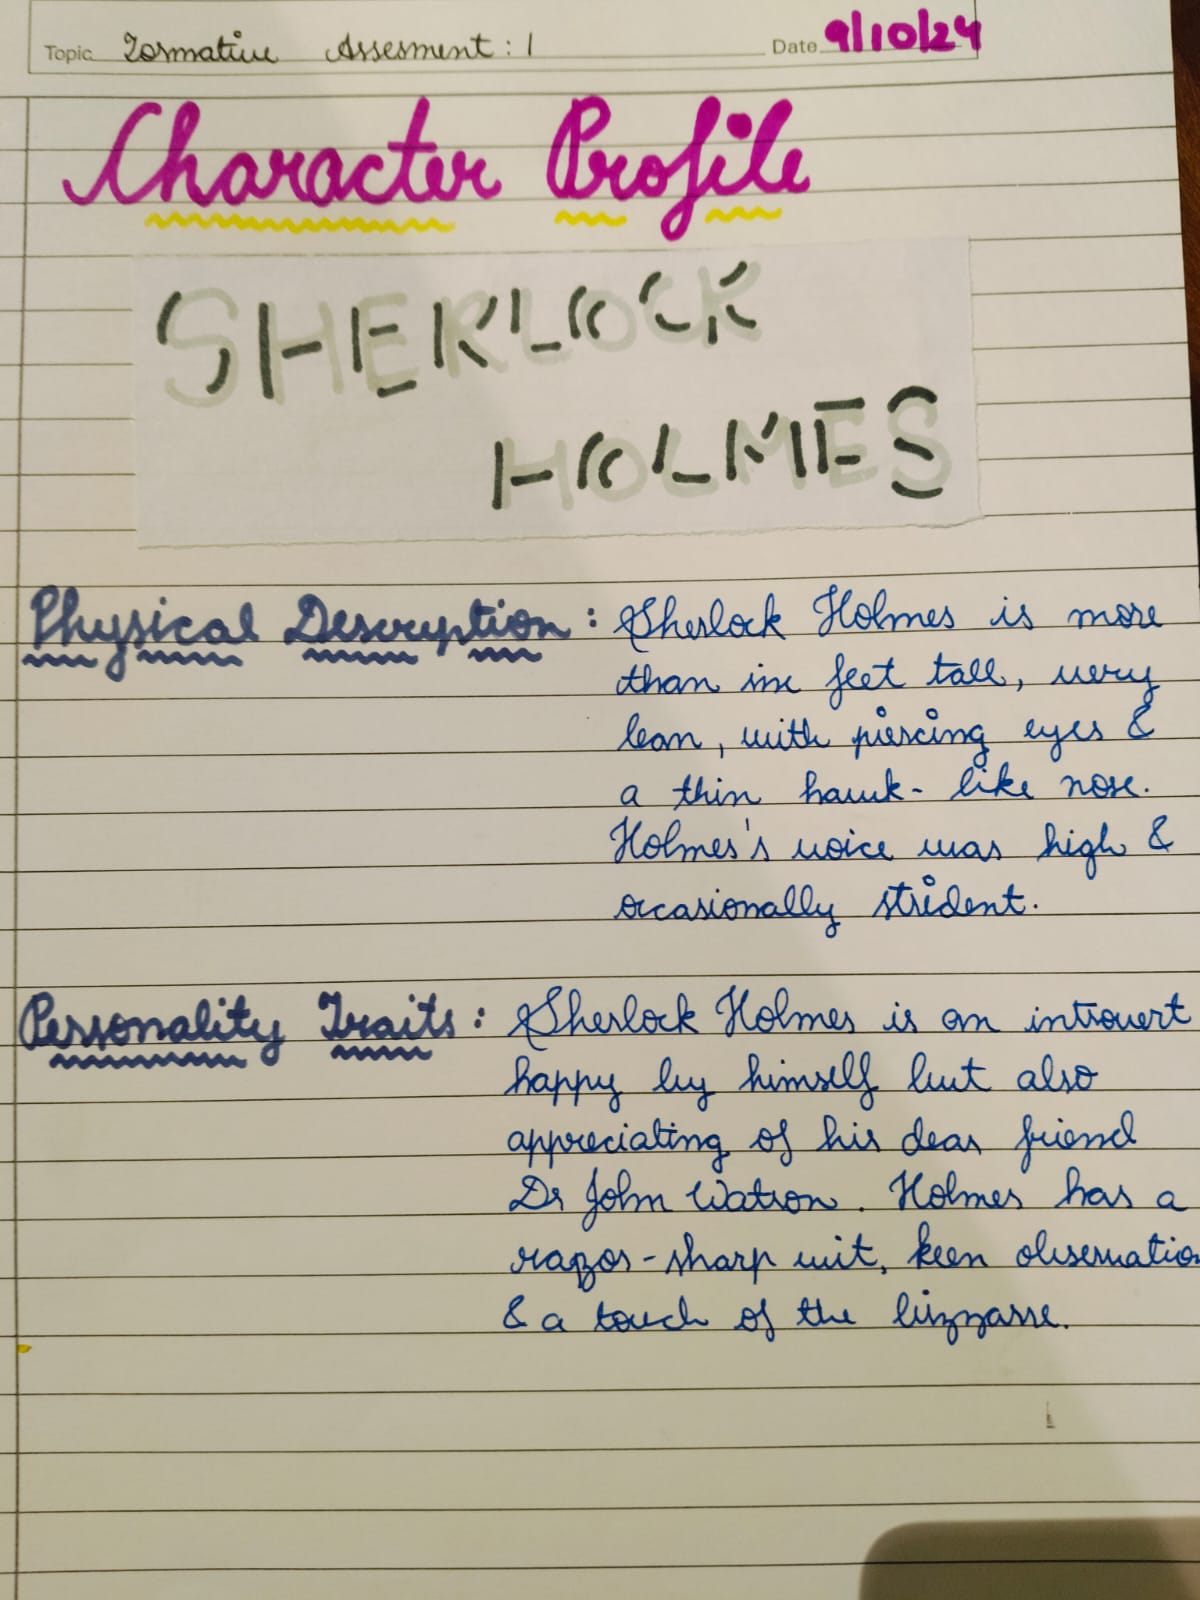 Topic Formative Assesment : 1 Date 9/10/24
Character Profile
SHERLOCK
HOLMES
Physical Descryption : Sherlock Holmes is more
than six feet tall, very
lean, with piercing eyes &
a thin hawk-like nose.
Holmes's voice was high &
occasionally strident.
Personality Traits : Sherlock Holmes is an introvert
happy by himself but also
appreciating of his dear friend
Dr John Watson. Holmes has a
razor-sharp wit, keen observation
& a touch of the bizzarre.